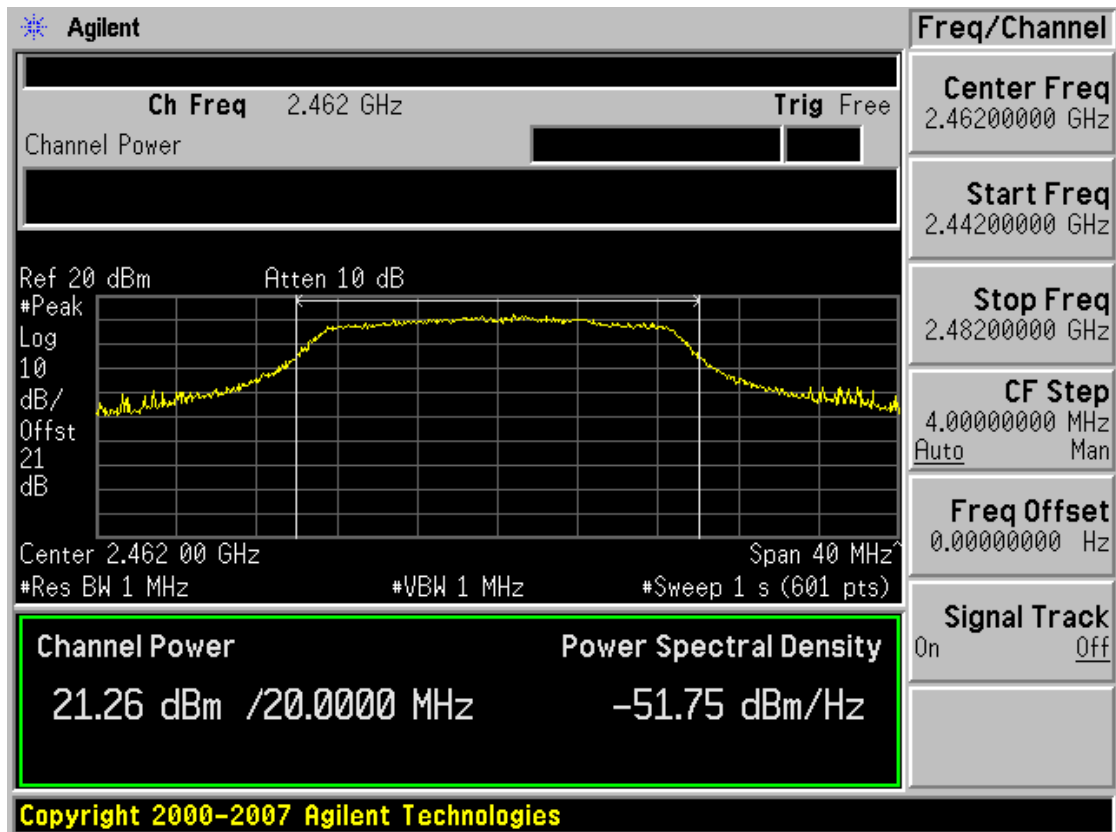 Agilent
Freq/Channel
Ch Freq 2.462 GHz Trig Free
Channel Power
Ref 20 dBm Atten 10 dB
#Peak
Log
10
dB/
Offst
21
dB
Center 2.462 00 GHz Span 40 MHz^
#Res BW 1 MHz #VBW 1 MHz #Sweep 1 s (601 pts)
Channel Power Power Spectral Density
21.26 dBm /20.0000 MHz -51.75 dBm/Hz
Copyright 2000-2007 Agilent Technologies
Center Freq
2.46200000 GHz
Start Freq
2.44200000 GHz
Stop Freq
2.48200000 GHz
CF Step
4.00000000 MHz
Auto Man
Freq Offset
0.00000000 Hz
Signal Track
On Off